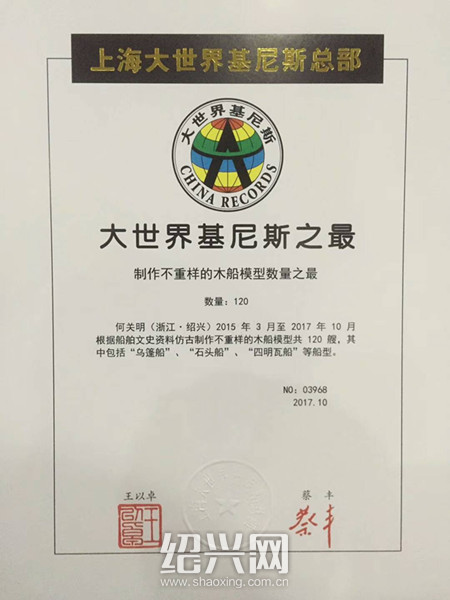 上海大世界基尼斯总部
大世界基尼斯
CHINA RECORDS
大世界基尼斯之最
制作不重样的木船模型数量之最
数量：120
何关明（浙江·绍兴）2015 年 3 月至 2017 年 10 月
根据船舶文史资料仿古制作不重样的木船模型共 120 艘，其
中包括“乌篷船”、“石头船”、“四明瓦船”等船型。
NO：03968
2017.10
王以卓
蔡 丰
蔡丰
绍兴网
www.shaoxing.com.cn